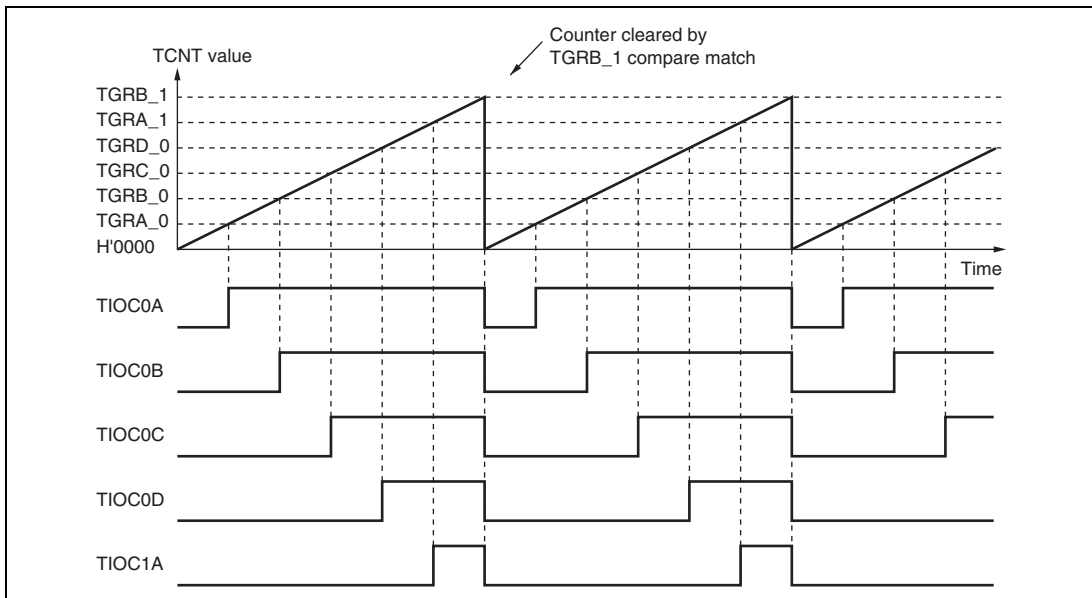 Counter cleared by
TGRB_1 compare match
TCNT value
TGRB_1
TGRA_1
TGRD_0
TGRC_0
TGRB_0
TGRA_0
H'0000
Time
TIOC0A
TIOC0B
TIOC0C
TIOC0D
TIOC1A